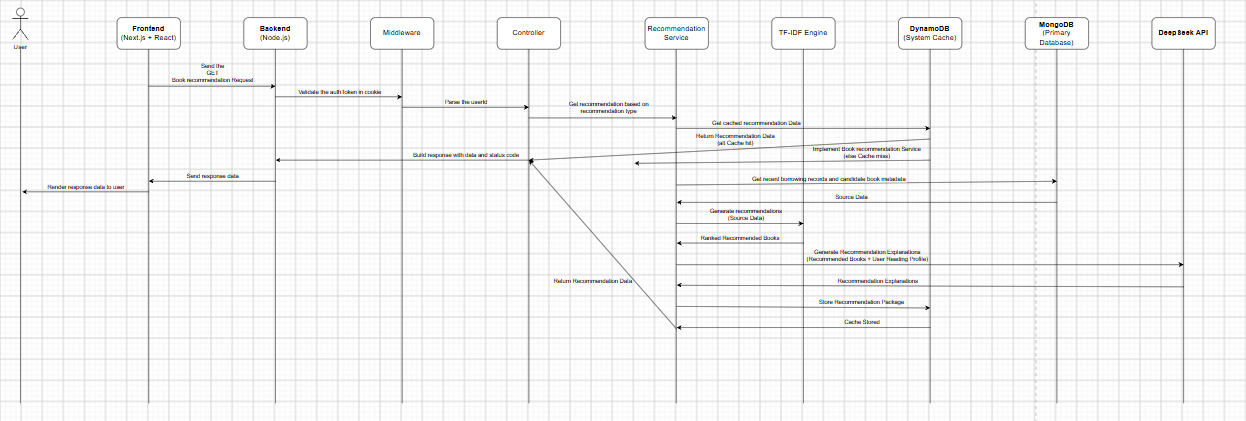 User
Frontend
(Next.js + React)
Backend
(Node.js)
Middleware
Controller
Recommendation
Service
TF-IDF Engine
DynamoDB
(System Cache)
MongoDB
(Primary
Database)
DeepSeek API
Send the
GET
Book recommendation Request
Validate the authToken in cookie
Parse the userId
Get recommendation based on
recommendation type
Get cached recommendation Data
Return Recommendation Data
(alt Cache hit)
Implement Book recommendation Service
(else Cache miss)
Build response with data and status code
Send response data
Render response data to user
Get recent borrowing records and candidate book metadata
Source Data
Generate recommendations
(Source Data)
Ranked Recommended Books
Generate Recommendation Explanations
(Recommended Books + User Reading Profile)
Return Recommendation Data
Recommendation Explanations
Store Recommendation Package
Cache Stored